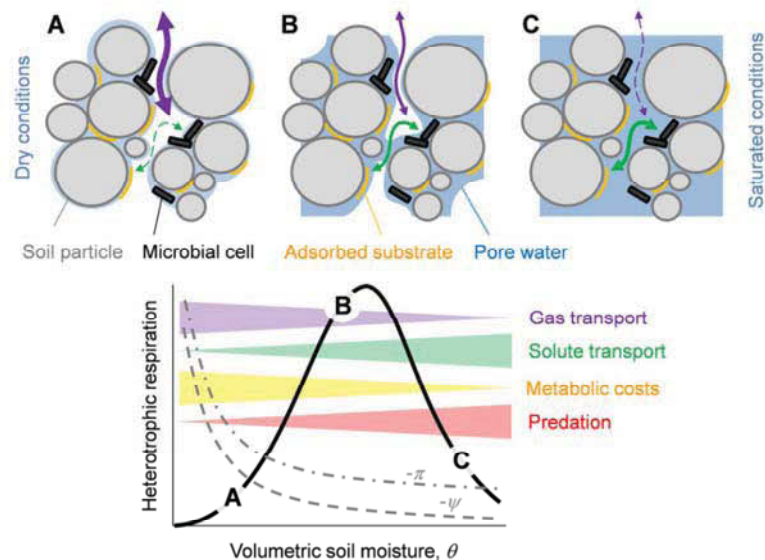 A
B
C
Dry conditions
Saturated conditions
Soil particle
Microbial cell
Adsorbed substrate
Pore water
Heterotrophic respiration
B
A
C
-π
-ψ
Gas transport
Solute transport
Metabolic costs
Predation
Volumetric soil moisture, θ